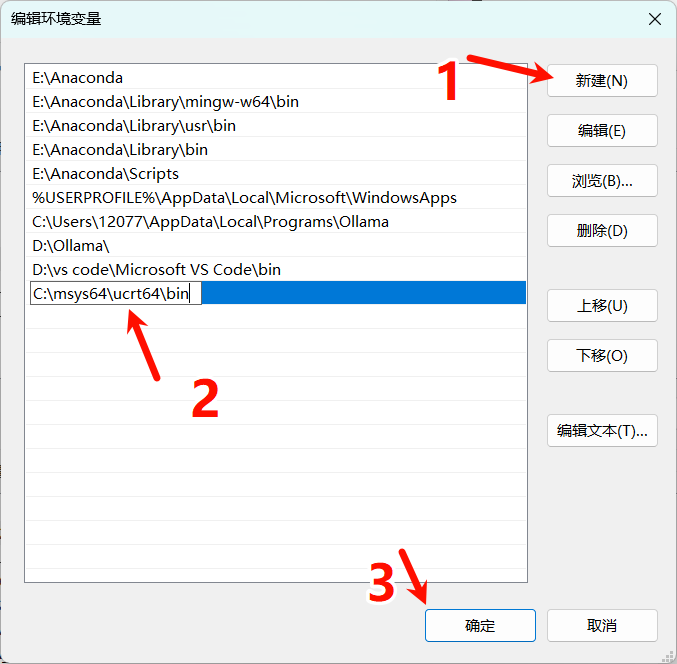 编辑环境变量
E:\Anaconda
E:\Anaconda\Library\mingw-w64\bin
E:\Anaconda\Library\usr\bin
E:\Anaconda\Library\bin
E:\Anaconda\Scripts
%USERPROFILE%\AppData\Local\Microsoft\WindowsApps
C:\Users\12077\AppData\Local\Programs\Ollama
D:\Ollama\
D:\vs code\Microsoft VS Code\bin
C:\msys64\ucrt64\bin
1
2
3
新建(N)
编辑(E)
浏览(B)...
删除(D)
上移(U)
下移(O)
编辑文本(T)...
确定
取消